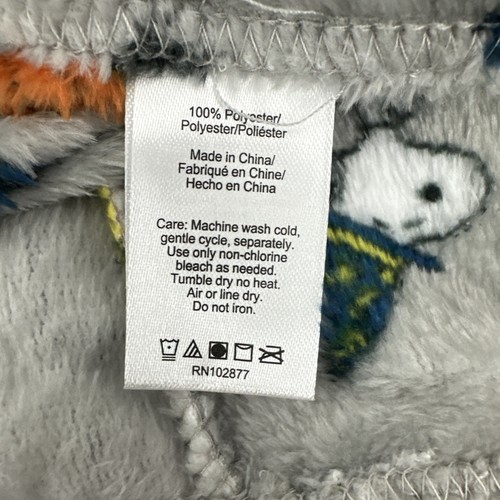 100% Polyester/
Polyester/Poliéster
Made in China/
Fabriqué en Chine/
Hecho en China
Care: Machine wash cold,
gentle cycle, separately.
Use only non-chlorine
bleach as needed.
Tumble dry no heat.
Air or line dry.
Do not iron.
RN102877